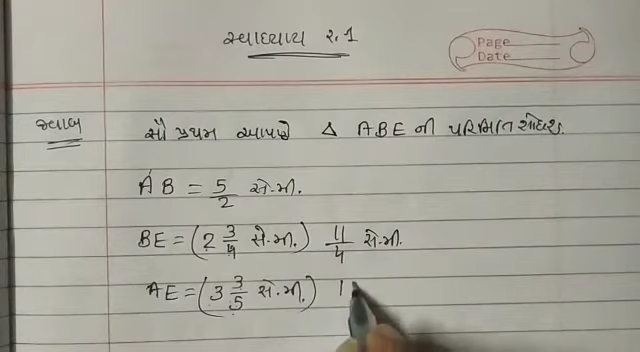 સ્વાધ્યાય ૨.1
Page
Date
જવાબ
સૌ પ્રથમ આપણે △ ABE ની પરિમિતિ શોધીશું.
AB = 5/2 સે.મી.
BE = (2 3/4 સે.મી.) 11/4 સે.મી.
AE = (3 3/5 સે.મી.) 1